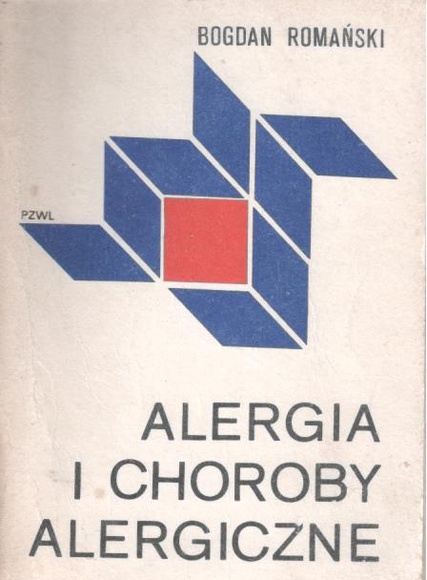 BOGDAN ROMAŃSKI
PZWL
ALERGIA
I CHOROBY
ALERGICZNE